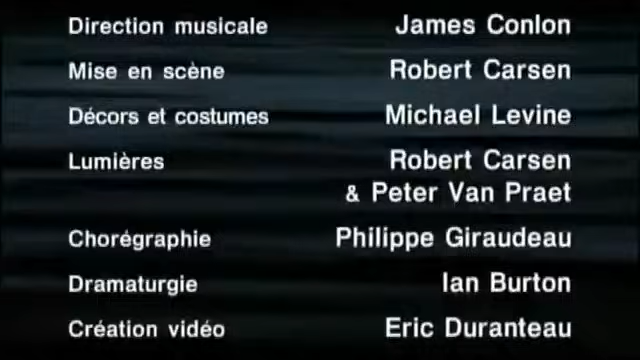 Direction musicale James Conlon
Mise en scène Robert Carsen
Décors et costumes Michael Levine
Lumières Robert Carsen
& Peter Van Praet
Chorégraphie Philippe Giraudeau
Dramaturgie Ian Burton
Création vidéo Eric Duranteau